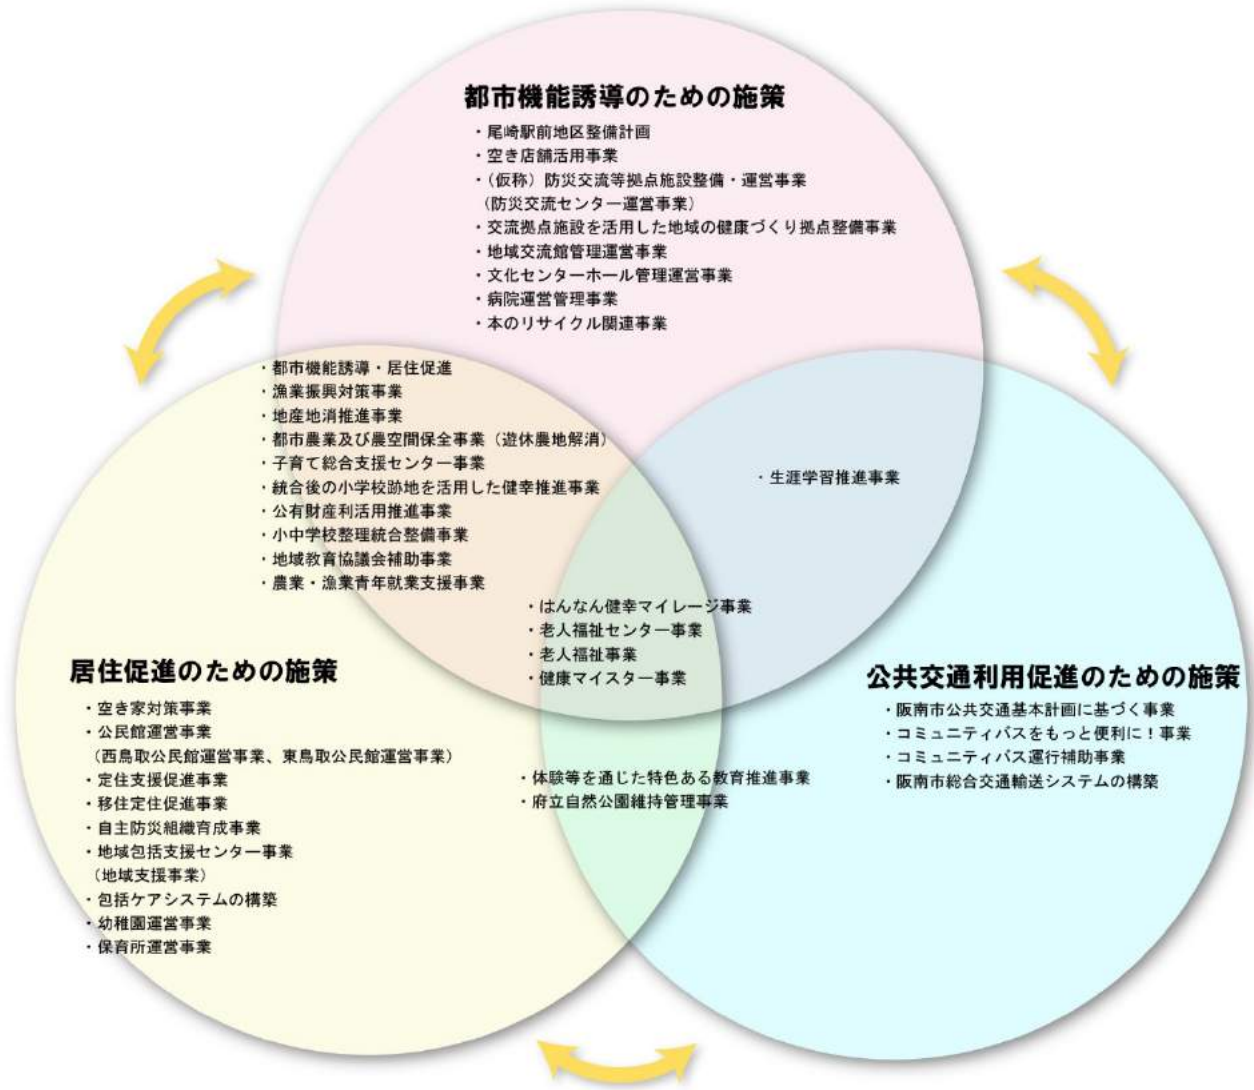 都市機能誘導のための施策
・尾崎駅前地区整備計画
・空き店舗活用事業
・(仮称)防災交流等拠点施設整備・運営事業
(防災交流センター運営事業)
・交流拠点施設を活用した地域の健康づくり拠点整備事業
・地域交流館管理運営事業
・文化センターホール管理運営事業
・病院運営管理事業
・本のリサイクル関連事業
・都市機能誘導・居住促進
・漁業振興対策事業
・地産地消推進事業
・都市農業及び農空間保全事業(遊休農地解消)
・子育て総合支援センター事業
・統合後の小学校跡地を活用した健幸推進事業
・公有財産利活用推進事業
・小中学校整理統合整備事業
・地域教育協議会補助事業
・農業・漁業青年就業支援事業
・生涯学習推進事業
・はんなん健幸マイレージ事業
・老人福祉センター事業
・老人福祉事業
・健康マイスター事業
居住促進のための施策
・空き家対策事業
・公民館運営事業
(西鳥取公民館運営事業、東鳥取公民館運営事業)
・定住支援促進事業
・移住定住促進事業
・自主防災組織育成事業
・地域包括支援センター事業
(地域支援事業)
・包括ケアシステムの構築
・幼稚園運営事業
・保育所運営事業
・体験等を通じた特色ある教育推進事業
・府立自然公園維持管理事業
公共交通利用促進のための施策
・阪南市公共交通基本計画に基づく事業
・コミュニティバスをもっと便利に!事業
・コミュニティバス運行補助事業
・阪南市総合交通輸送システムの構築